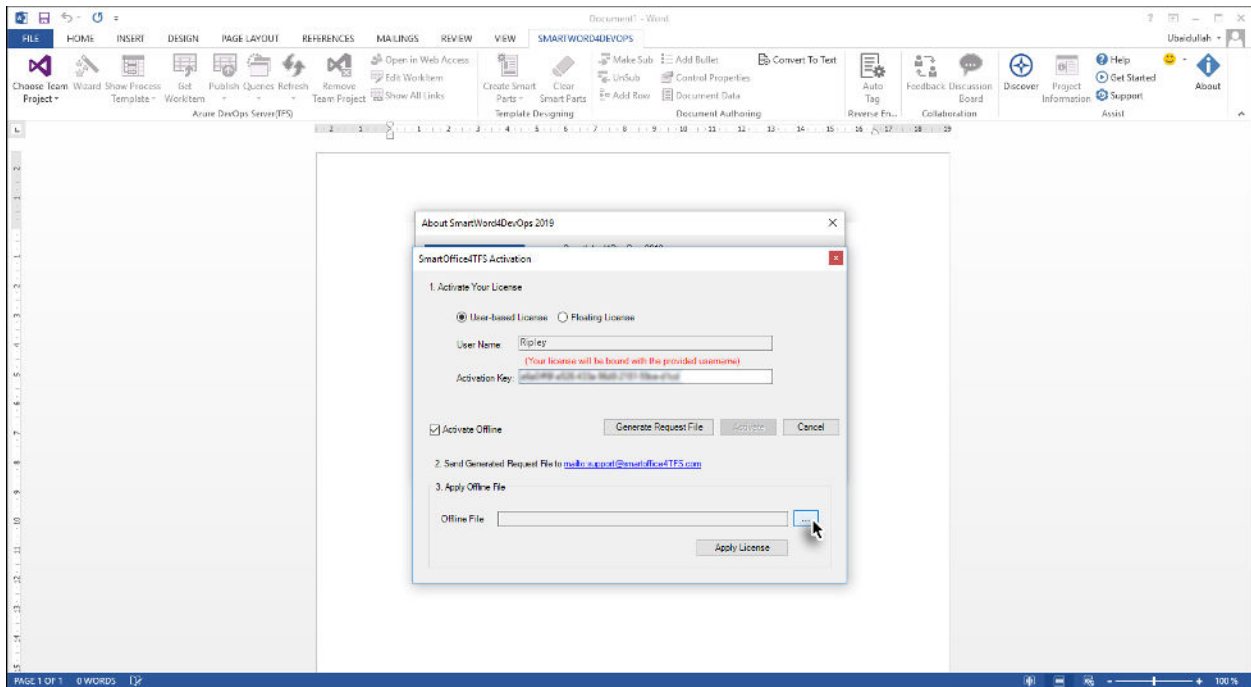 Document1 - Word
FILE HOME INSERT DESIGN PAGE LAYOUT REFERENCES MAILINGS REVIEW VIEW SMARTWORD4DEVOPS Ubaidullah
Choose Team Project
Wizard
Show Process Template
Get Workitem
Publish
Queries
Refresh
Remove Team Project
Open in Web Access
Edit Workitem
Show All Links
Azure DevOps Server(TFS)
Create Smart Parts
Clear Smart Parts
Template Designing
Make Sub
UnSub
Add Row
Add Bullet
Control Properties
Document Data
Convert To Text
Document Authoring
Auto Tag
Reverse En...
Feedback
Discussion Board
Collaboration
Discover
Project Information
Help
Get Started
Support
About
Assist
About SmartWord4DevOps 2019
SmartOffice4TFS Activation
1. Activate Your License
User-based License Floating License
User Name: Ripley
(Your license will be bound with the provided username)
Activation Key:
Activate Offline Generate Request File Activate Cancel
2. Send Generated Request File to mailto:support@smartoffice4TFS.com
3. Apply Offline File
Offline File ...
Apply License
PAGE 1 OF 1 0 WORDS 100 %